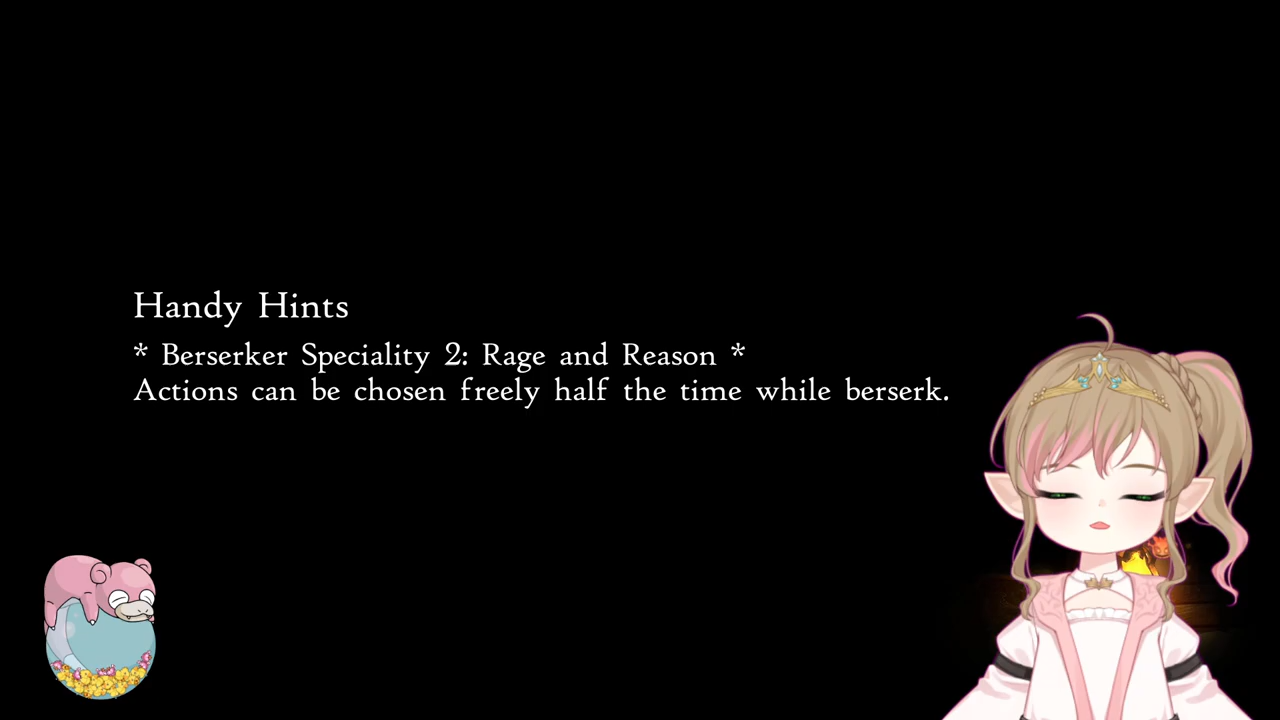 Handy Hints
* Berserker Speciality 2: Rage and Reason *
Actions can be chosen freely half the time while berserk.